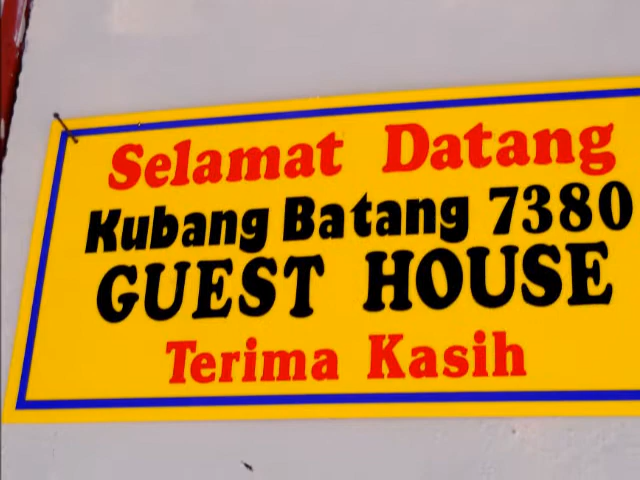 Selamat Datang
Kubang Batang 7380
GUEST HOUSE
Terima Kasih